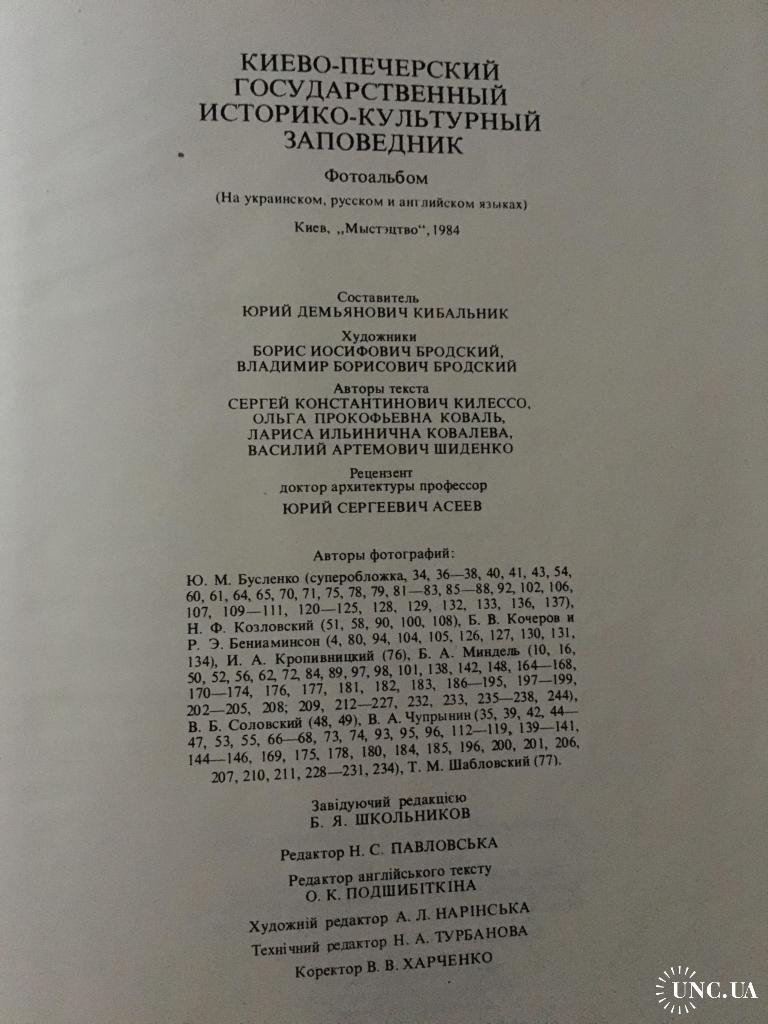 КИЕВО-ПЕЧЕРСКИЙ
ГОСУДАРСТВЕННЫЙ
ИСТОРИКО-КУЛЬТУРНЫЙ
ЗАПОВЕДНИК
Фотоальбом
(На украинском, русском и английском языках)
Киев, „Мыстэцтво“, 1984
Составитель
ЮРИЙ ДЕМЬЯНОВИЧ КИБАЛЬНИК
Художники
БОРИС ИОСИФОВИЧ БРОДСКИЙ,
ВЛАДИМИР БОРИСОВИЧ БРОДСКИЙ
Авторы текста
СЕРГЕЙ КОНСТАНТИНОВИЧ КИЛЕССО,
ОЛЬГА ПРОКОФЬЕВНА КОВАЛЬ,
ЛАРИСА ИЛЬИНИЧНА КОВАЛЕВА,
ВАСИЛИЙ АРТЕМОВИЧ ШИДЕНКО
Рецензент
доктор архитектуры профессор
ЮРИЙ СЕРГЕЕВИЧ АСЕЕВ
Авторы фотографий:
Ю. М. Бусленко (суперобложка, 34, 36—38, 40, 41, 43, 54,
60, 61, 64, 65, 70, 71, 75, 78, 79, 81—83, 85—88, 92, 102, 106,
107, 109—111, 120—125, 128, 129, 132, 133, 136, 137),
Н. Ф. Козловский (51, 58, 90, 100, 108), Б. В. Кочеров и
Р. Э. Бениаминсон (4, 80, 94, 104, 105, 126, 127, 130, 131,
134), И. А. Кропивницкий (76), Б. А. Миндель (10, 16,
50, 52, 56, 62, 72, 84, 89, 97, 98, 101, 138, 142, 148, 164—168,
170—174, 176, 177, 181, 182, 183, 186—195, 197—199,
202—205, 208; 209, 212—227, 232, 233, 235—238, 244),
В. Б. Соловский (48, 49), В. А. Чупрынин (35, 39, 42, 44—
47, 53, 55, 66—68, 73, 74, 93, 95, 96, 112—119, 139—141,
144—146, 169, 175, 178, 180, 184, 185, 196, 200, 201, 206,
207, 210, 211, 228—231, 234), Т. М. Шабловский (77).
Завідуючий редакцією
Б. Я. ШКОЛЬНИКОВ
Редактор Н. С. ПАВЛОВСЬКА
Редактор англійського тексту
О. К. ПОДШИБІТКІНА
Художній редактор А. Л. НАРІНСЬКА
Технічний редактор Н. А. ТУРБАНОВА
Коректор В. В. ХАРЧЕНКО
UNC.UA